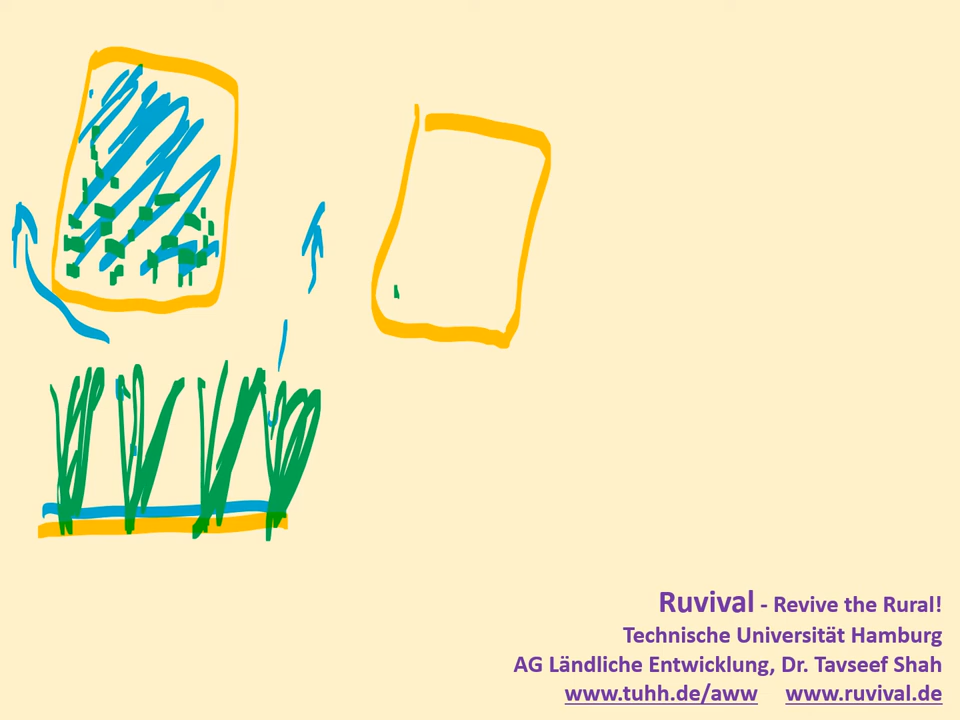 Ruvival - Revive the Rural!
Technische Universität Hamburg
AG Ländliche Entwicklung, Dr. Tavseef Shah
www.tuhh.de/aww www.ruvival.de